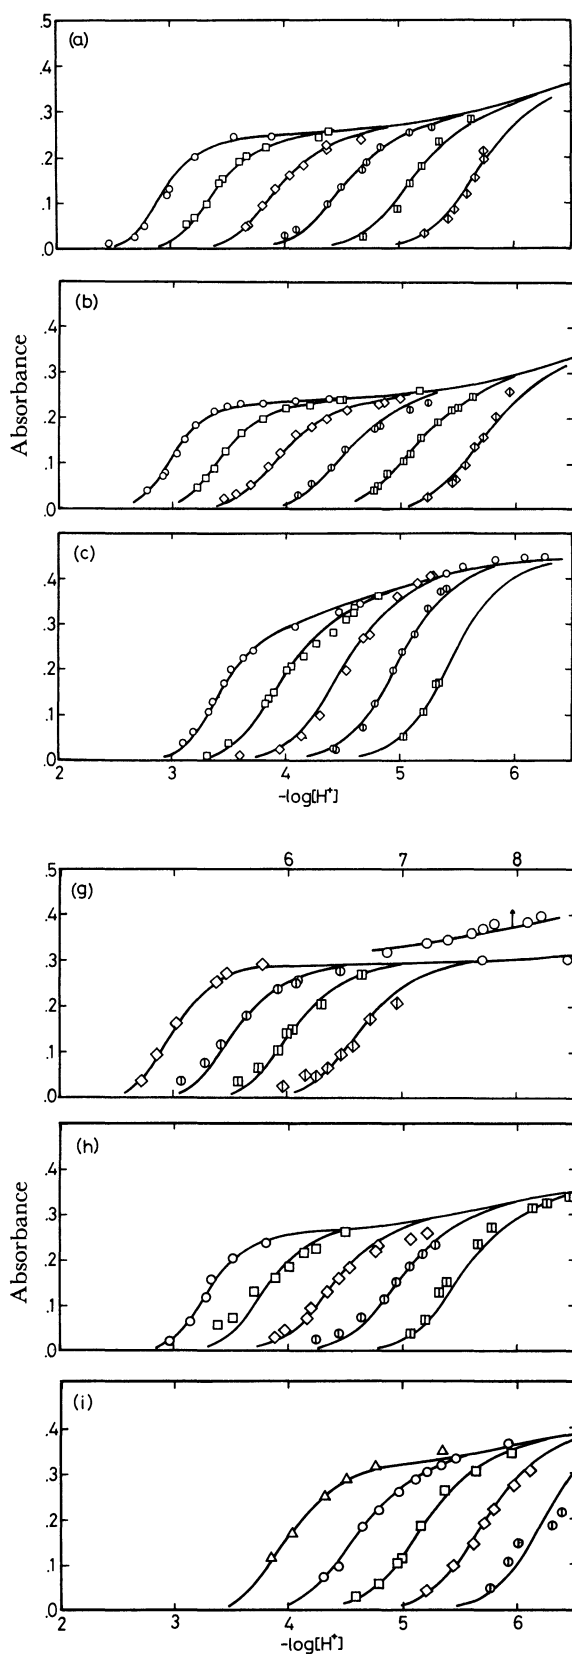 (a)
.5
.4
.3
.2
.1
.0
(b)
.4
.3
.2
.1
.0
Absorbance
(c)
.4
.3
.2
.1
.0
2 3 4 5 6
-log[H⁺]
6 7 8
(g)
.5
.4
.3
.2
.1
.0
(h)
.4
.3
.2
.1
.0
Absorbance
(i)
.4
.3
.2
.1
.0
2 3 4 5 6
-log[H⁺]